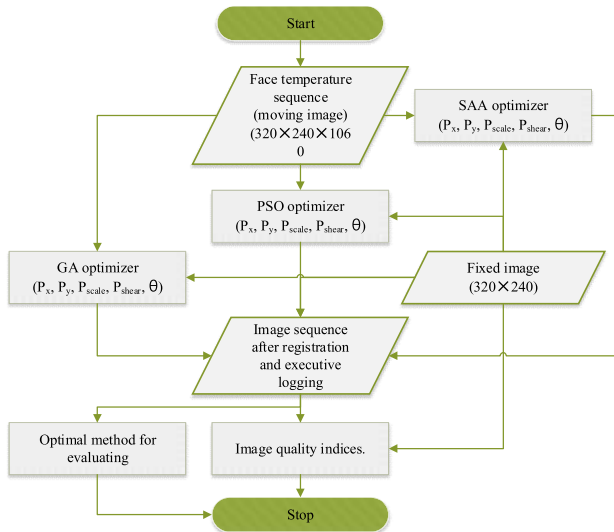 Start
Face temperature
sequence
(moving image)
(320×240×106
0
SAA optimizer
(Px, Py, Pscale, Pshear, θ)
PSO optimizer
(Px, Py, Pscale, Pshear, θ)
GA optimizer
(Px, Py, Pscale, Pshear, θ)
Fixed image
(320×240)
Image sequence
after registration
and executive
logging
Optimal method for
evaluating
Image quality indices.
Stop